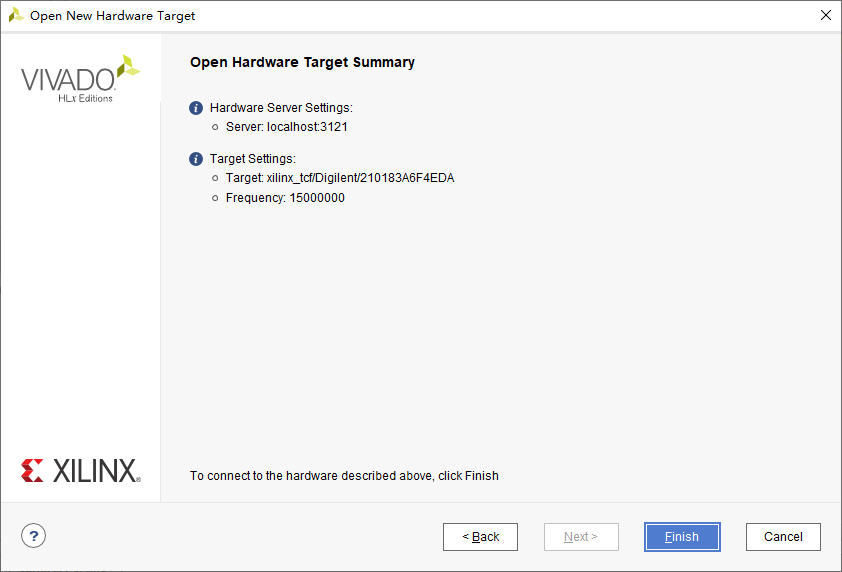 Open New Hardware Target
VIVADO
HLx Editions
Open Hardware Target Summary
Hardware Server Settings:
Server: localhost:3121
Target Settings:
Target: xilinx_tcf/Digilent/210183A6F4EDA
Frequency: 15000000
XILINX®
To connect to the hardware described above, click Finish
?
< Back
Next >
Finish
Cancel